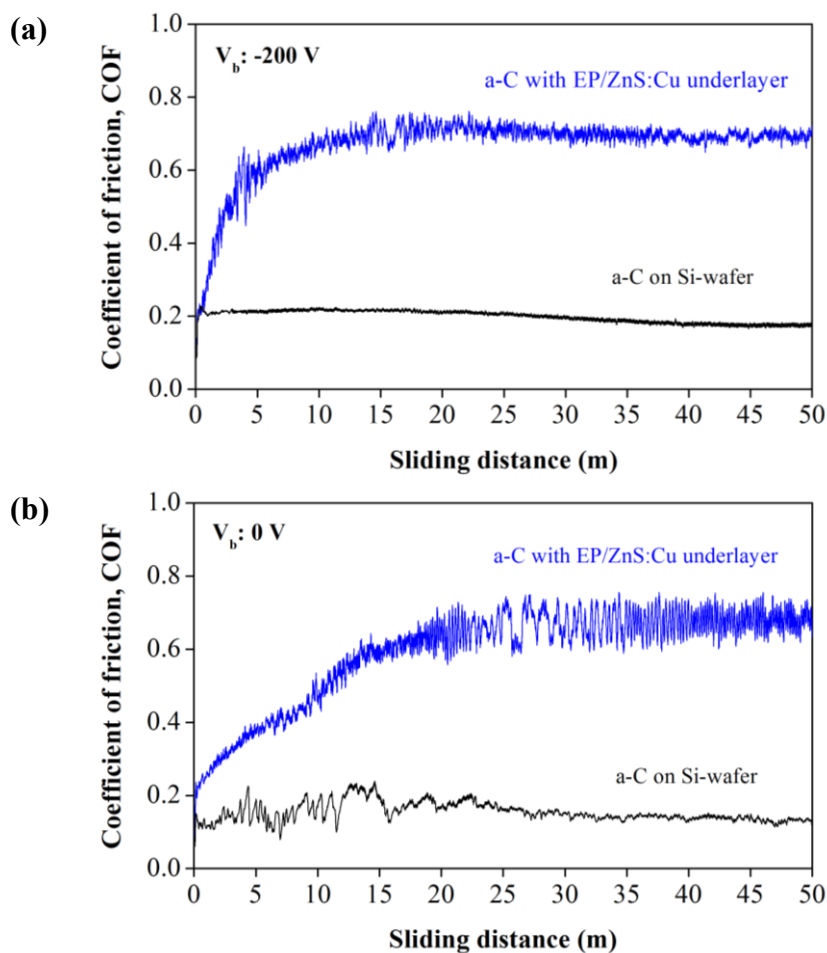 (a)
V_b: -200 V
a-C with EP/ZnS:Cu underlayer
a-C on Si-wafer
Coefficient of friction, COF
1.0
0.8
0.6
0.4
0.2
0.0
0 5 10 15 20 25 30 35 40 45 50
Sliding distance (m)
(b)
V_b: 0 V
a-C with EP/ZnS:Cu underlayer
a-C on Si-wafer
Coefficient of friction, COF
1.0
0.8
0.6
0.4
0.2
0.0
0 5 10 15 20 25 30 35 40 45 50
Sliding distance (m)